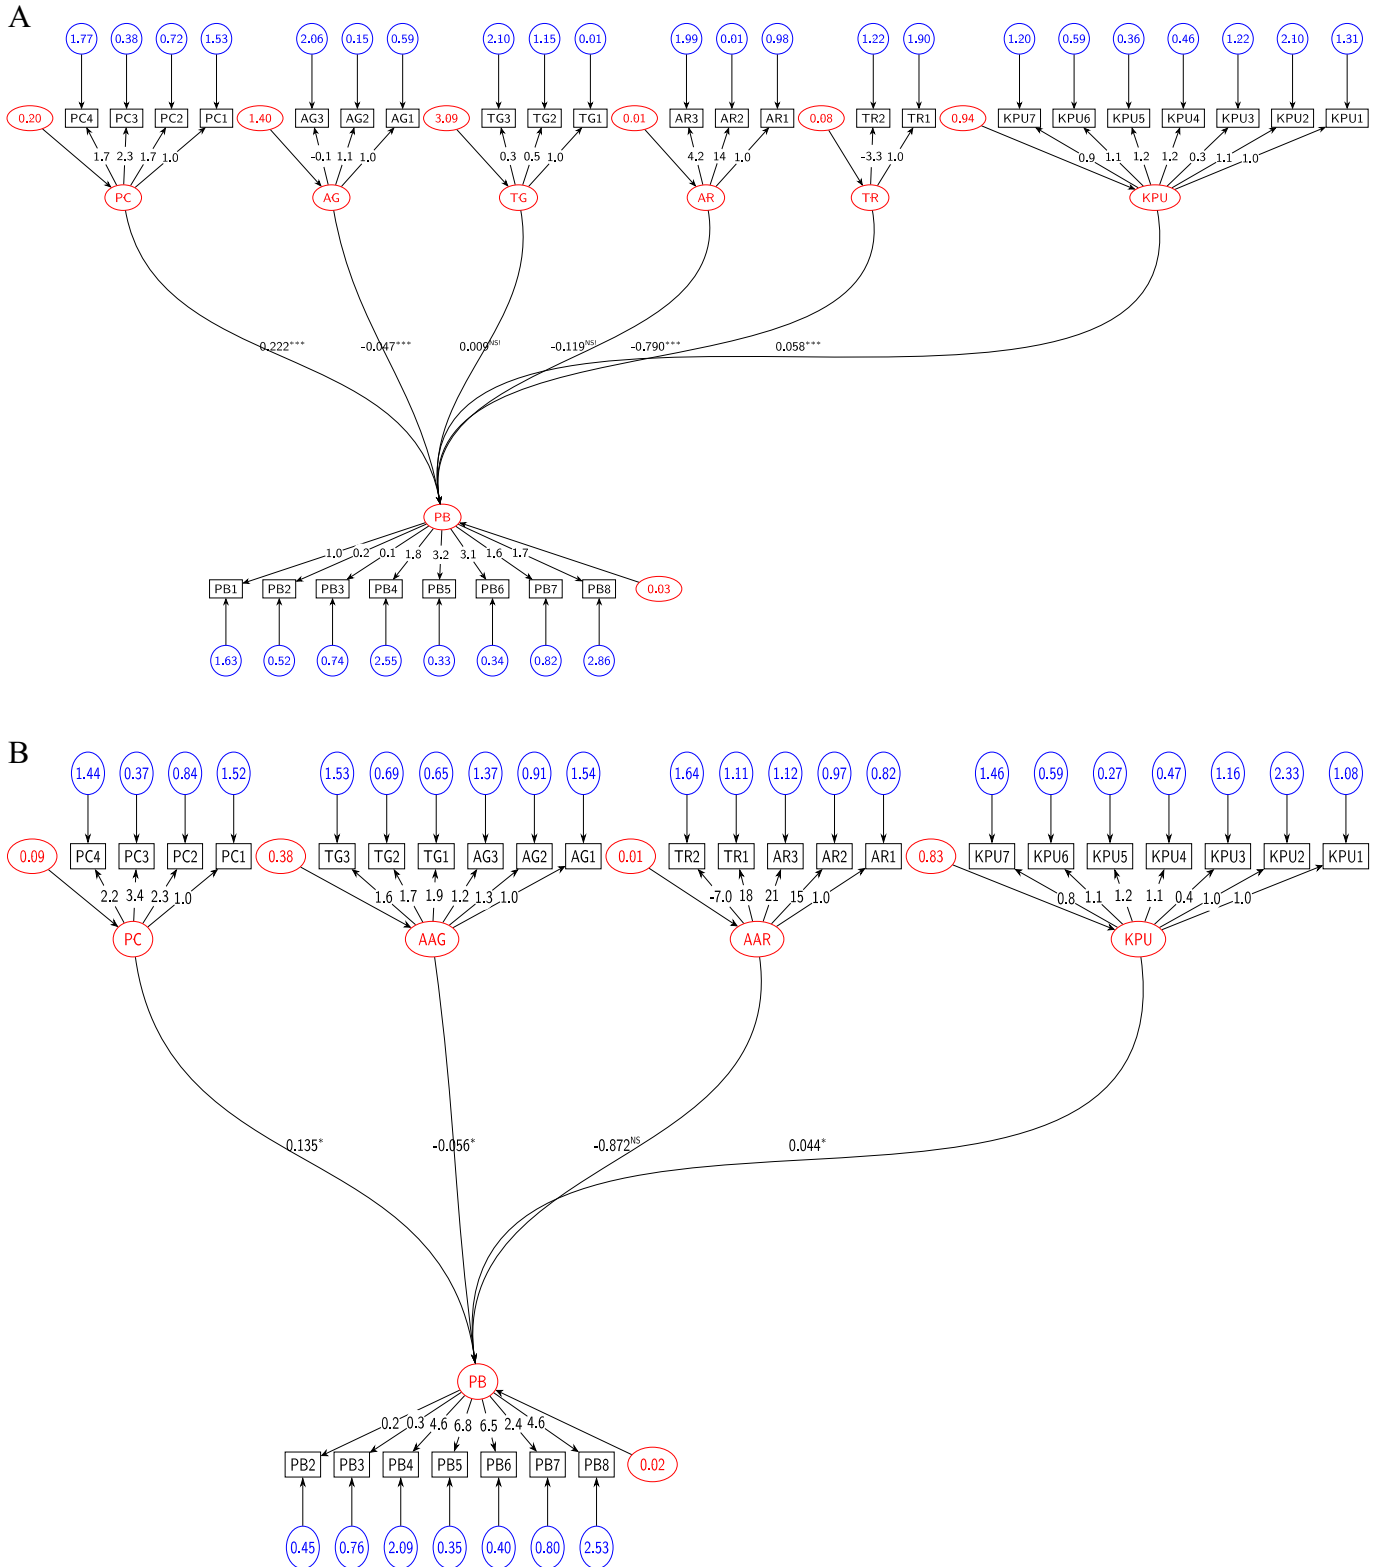 A
1.77 0.38 0.72 1.53 2.06 0.15 0.59 2.10 1.15 0.01 1.99 0.01 0.98 1.22 1.90 1.20 0.59 0.36 0.46 1.22 2.10 1.31
0.20 PC4 PC3 PC2 PC1 1.40 AG3 AG2 AG1 3.09 TG3 TG2 TG1 0.01 AR3 AR2 AR1 0.08 TR2 TR1 0.94 KPU7 KPU6 KPU5 KPU4 KPU3 KPU2 KPU1
1.7 2.3 1.7 1.0 -0.1 1.1 1.0 0.3 0.5 1.0 4.2 14 1.0 -3.3 1.0 0.9 1.1 1.2 1.2 0.3 1.1 1.0
PC AG TG AR TR KPU
0.222*** -0.047*** 0.009NS! -0.119NS! -0.790*** 0.058***
PB
1.0 0.2 0.1 1.8 3.2 3.1 1.6 1.7
PB1 PB2 PB3 PB4 PB5 PB6 PB7 PB8 0.03
1.63 0.52 0.74 2.55 0.33 0.34 0.82 2.86
B
1.44 0.37 0.84 1.52 1.53 0.69 0.65 1.37 0.91 1.54 1.64 1.11 1.12 0.97 0.82 1.46 0.59 0.27 0.47 1.16 2.33 1.08
0.09 PC4 PC3 PC2 PC1 0.38 TG3 TG2 TG1 AG3 AG2 AG1 0.01 TR2 TR1 AR3 AR2 AR1 0.83 KPU7 KPU6 KPU5 KPU4 KPU3 KPU2 KPU1
2.2 3.4 2.3 1.0 1.6 1.7 1.9 1.2 1.3 1.0 -7.0 18 21 15 1.0 0.8 1.1 1.2 1.1 0.4 1.0 1.0
PC AAG AAR KPU
0.135* -0.056* -0.872NS 0.044*
PB
0.2 0.3 4.6 6.8 6.5 2.4 4.6
PB2 PB3 PB4 PB5 PB6 PB7 PB8 0.02
0.45 0.76 2.09 0.35 0.40 0.80 2.53